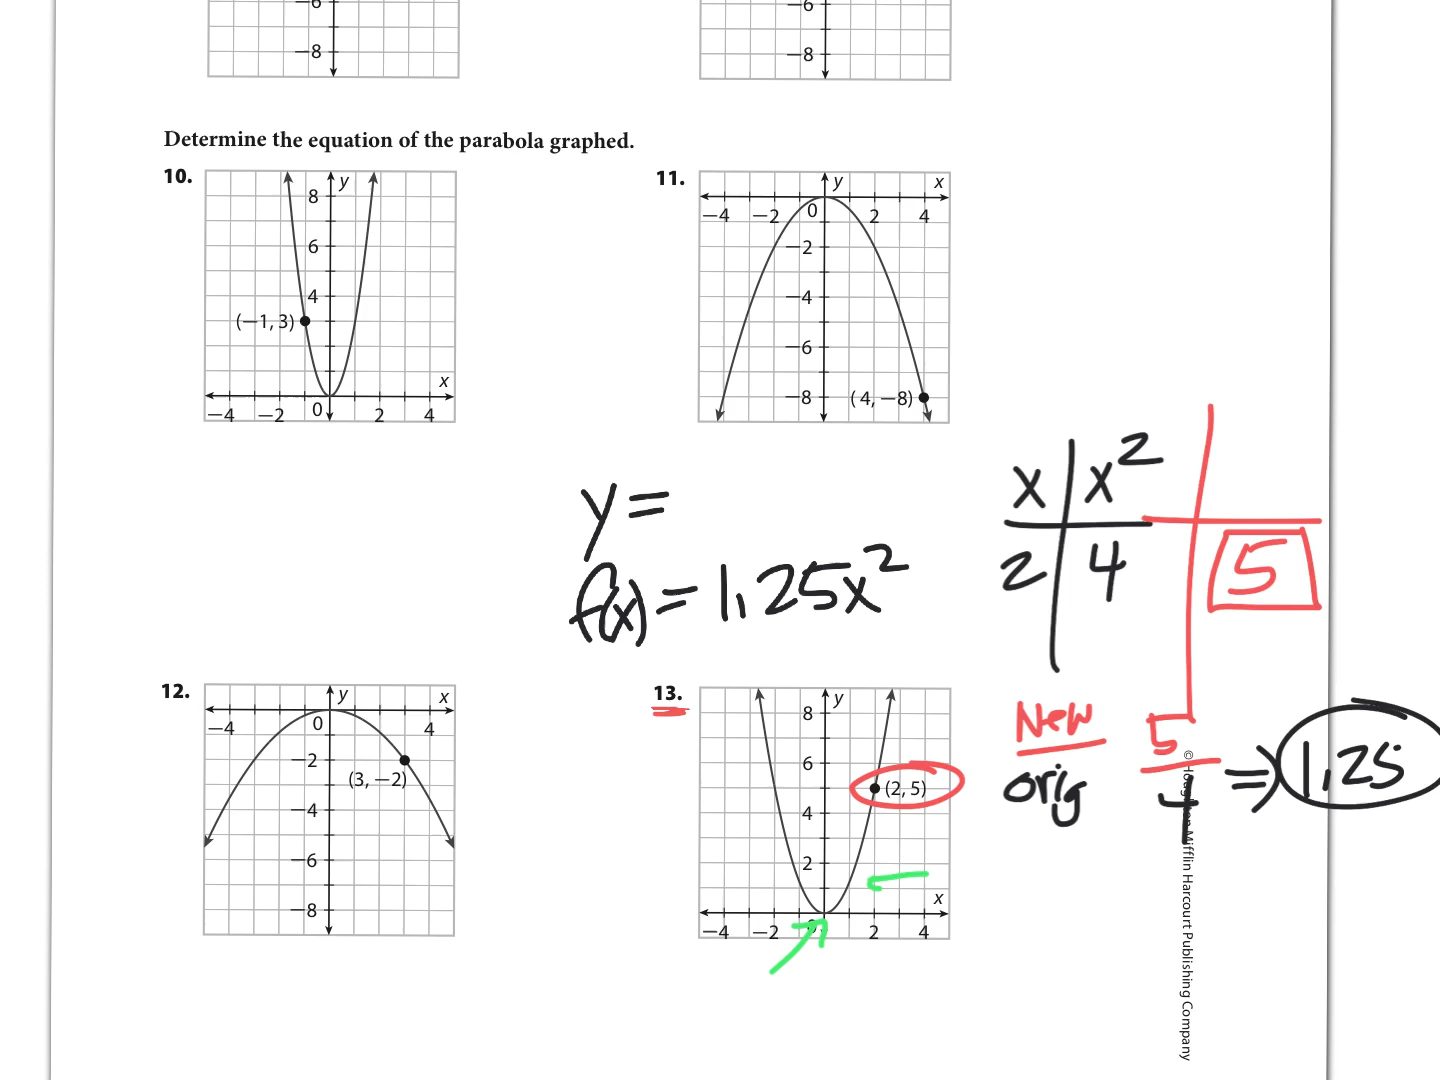 −6
−8
−6
−8
Determine the equation of the parabola graphed.
10.
y
8
6
4
(−1, 3)
x
−4 −2 0 2 4
11.
y
x
−4 −2 0 2 4
−2
−4
−6
−8
(4, −8)
y =
f(x) = 1.25x²
x x²
2 4 5
New 5
orig 4 ⇒ 1.25
12.
y
x
−4 0 4
−2
(3, −2)
−4
−6
−8
13.
y
8
6
(2, 5)
4
2
x
−4 −2 0 2 4
© Houghton Mifflin Harcourt Publishing Company